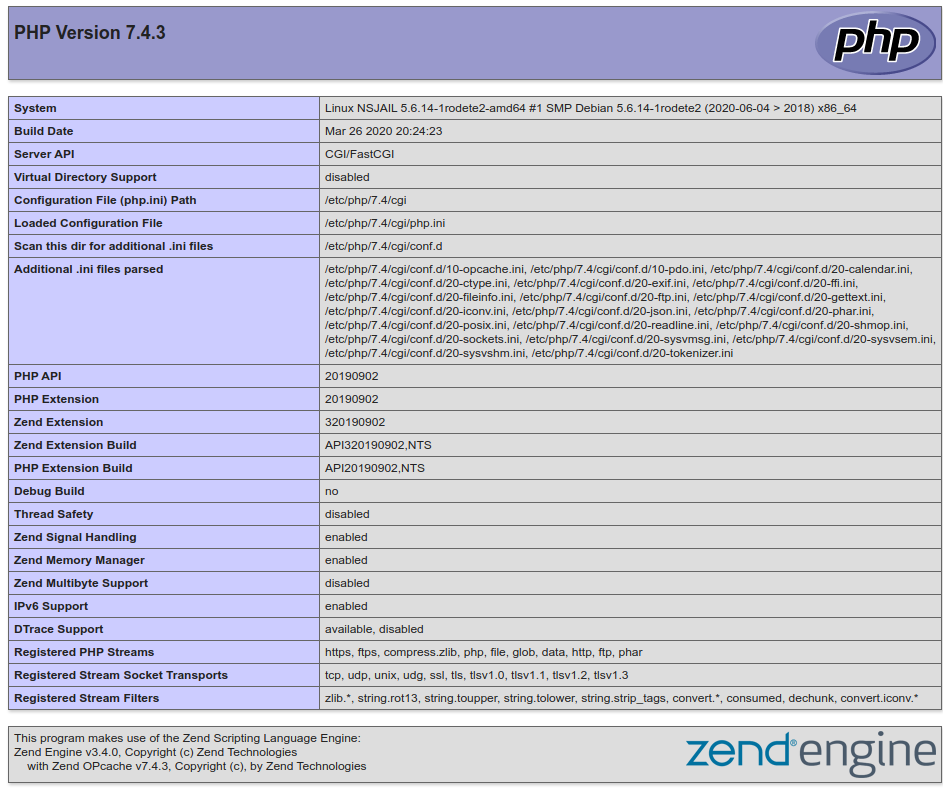 PHP Version 7.4.3
php
System Linux NSJAIL 5.6.14-1rodete2-amd64 #1 SMP Debian 5.6.14-1rodete2 (2020-06-04 > 2018) x86_64
Build Date Mar 26 2020 20:24:23
Server API CGI/FastCGI
Virtual Directory Support disabled
Configuration File (php.ini) Path /etc/php/7.4/cgi
Loaded Configuration File /etc/php/7.4/cgi/php.ini
Scan this dir for additional .ini files /etc/php/7.4/cgi/conf.d
Additional .ini files parsed /etc/php/7.4/cgi/conf.d/10-opcache.ini, /etc/php/7.4/cgi/conf.d/10-pdo.ini, /etc/php/7.4/cgi/conf.d/20-calendar.ini,
/etc/php/7.4/cgi/conf.d/20-ctype.ini, /etc/php/7.4/cgi/conf.d/20-exif.ini, /etc/php/7.4/cgi/conf.d/20-ffi.ini,
/etc/php/7.4/cgi/conf.d/20-fileinfo.ini, /etc/php/7.4/cgi/conf.d/20-ftp.ini, /etc/php/7.4/cgi/conf.d/20-gettext.ini,
/etc/php/7.4/cgi/conf.d/20-iconv.ini, /etc/php/7.4/cgi/conf.d/20-json.ini, /etc/php/7.4/cgi/conf.d/20-phar.ini,
/etc/php/7.4/cgi/conf.d/20-posix.ini, /etc/php/7.4/cgi/conf.d/20-readline.ini, /etc/php/7.4/cgi/conf.d/20-shmop.ini,
/etc/php/7.4/cgi/conf.d/20-sockets.ini, /etc/php/7.4/cgi/conf.d/20-sysvmsg.ini, /etc/php/7.4/cgi/conf.d/20-sysvsem.ini,
/etc/php/7.4/cgi/conf.d/20-sysvshm.ini, /etc/php/7.4/cgi/conf.d/20-tokenizer.ini
PHP API 20190902
PHP Extension 20190902
Zend Extension 320190902
Zend Extension Build API320190902,NTS
PHP Extension Build API20190902,NTS
Debug Build no
Thread Safety disabled
Zend Signal Handling enabled
Zend Memory Manager enabled
Zend Multibyte Support disabled
IPv6 Support enabled
DTrace Support available, disabled
Registered PHP Streams https, ftps, compress.zlib, php, file, glob, data, http, ftp, phar
Registered Stream Socket Transports tcp, udp, unix, udg, ssl, tls, tlsv1.0, tlsv1.1, tlsv1.2, tlsv1.3
Registered Stream Filters zlib.*, string.rot13, string.toupper, string.tolower, string.strip_tags, convert.*, consumed, dechunk, convert.iconv.*
This program makes use of the Zend Scripting Language Engine:
Zend Engine v3.4.0, Copyright (c) Zend Technologies
with Zend OPcache v7.4.3, Copyright (c), by Zend Technologies
zend®engine